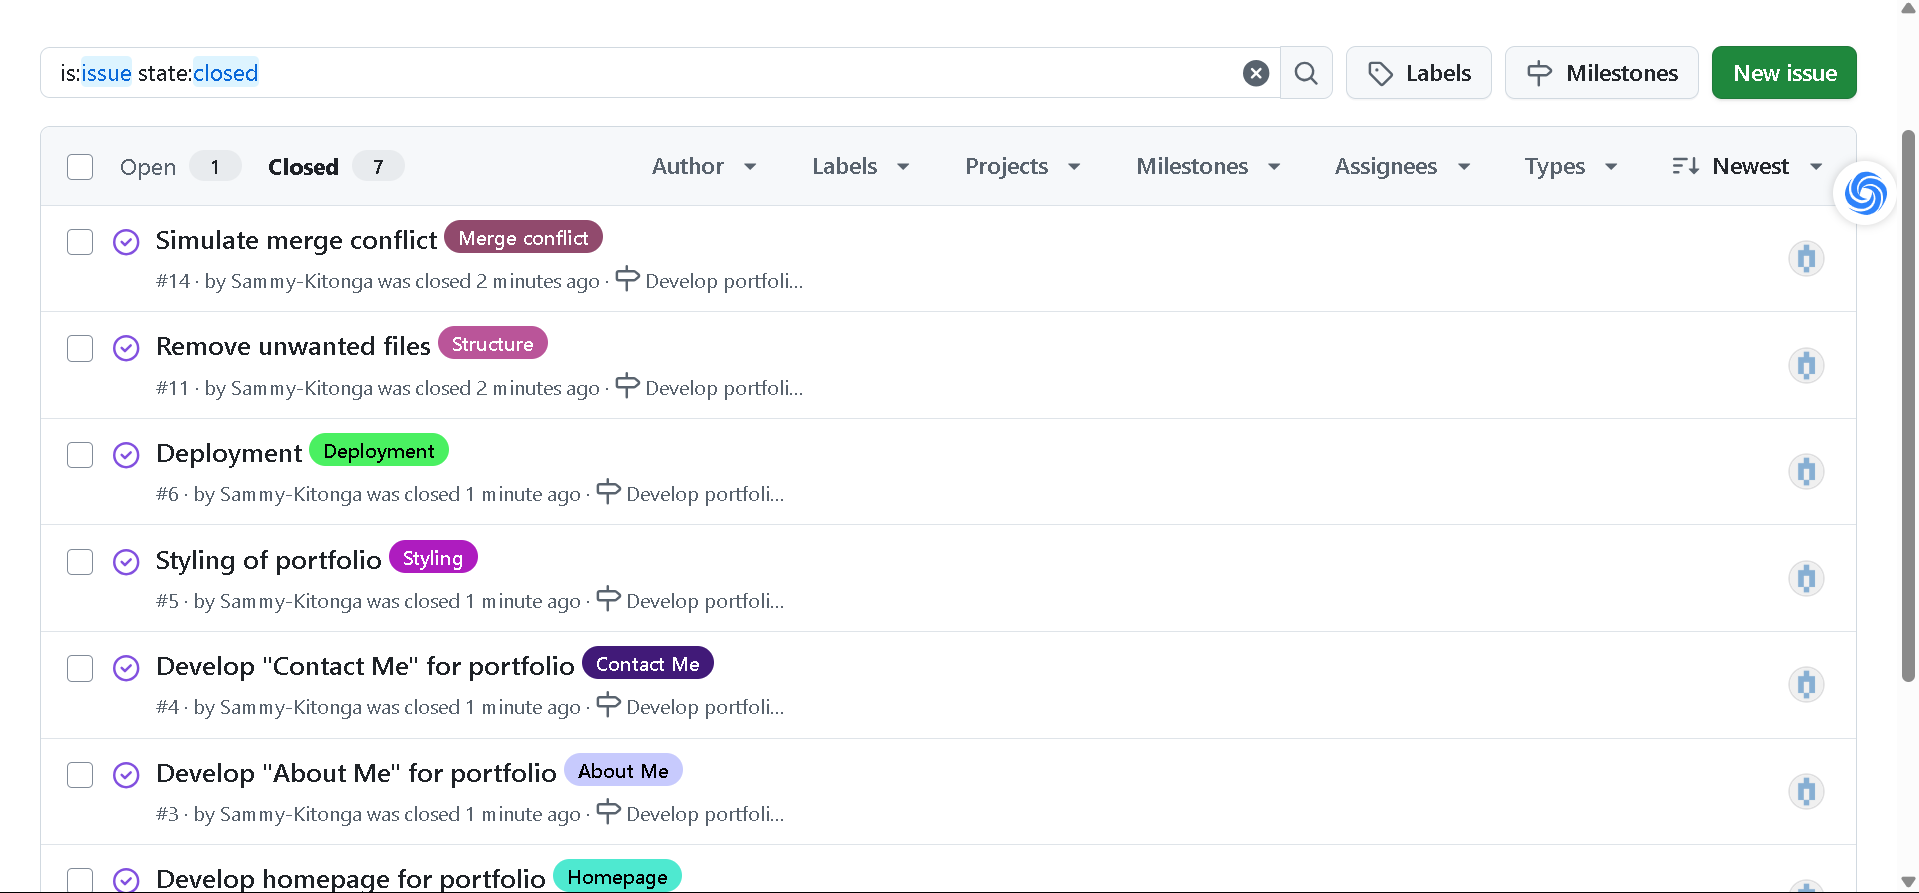 is:issue state:closed Labels Milestones New issue
Open 1 Closed 7 Author Labels Projects Milestones Assignees Types Newest
Simulate merge conflict Merge conflict
#14 · by Sammy-Kitonga was closed 2 minutes ago · Develop portfoli...
Remove unwanted files Structure
#11 · by Sammy-Kitonga was closed 2 minutes ago · Develop portfoli...
Deployment Deployment
#6 · by Sammy-Kitonga was closed 1 minute ago · Develop portfoli...
Styling of portfolio Styling
#5 · by Sammy-Kitonga was closed 1 minute ago · Develop portfoli...
Develop "Contact Me" for portfolio Contact Me
#4 · by Sammy-Kitonga was closed 1 minute ago · Develop portfoli...
Develop "About Me" for portfolio About Me
#3 · by Sammy-Kitonga was closed 1 minute ago · Develop portfoli...
Develop homepage for portfolio Homepage